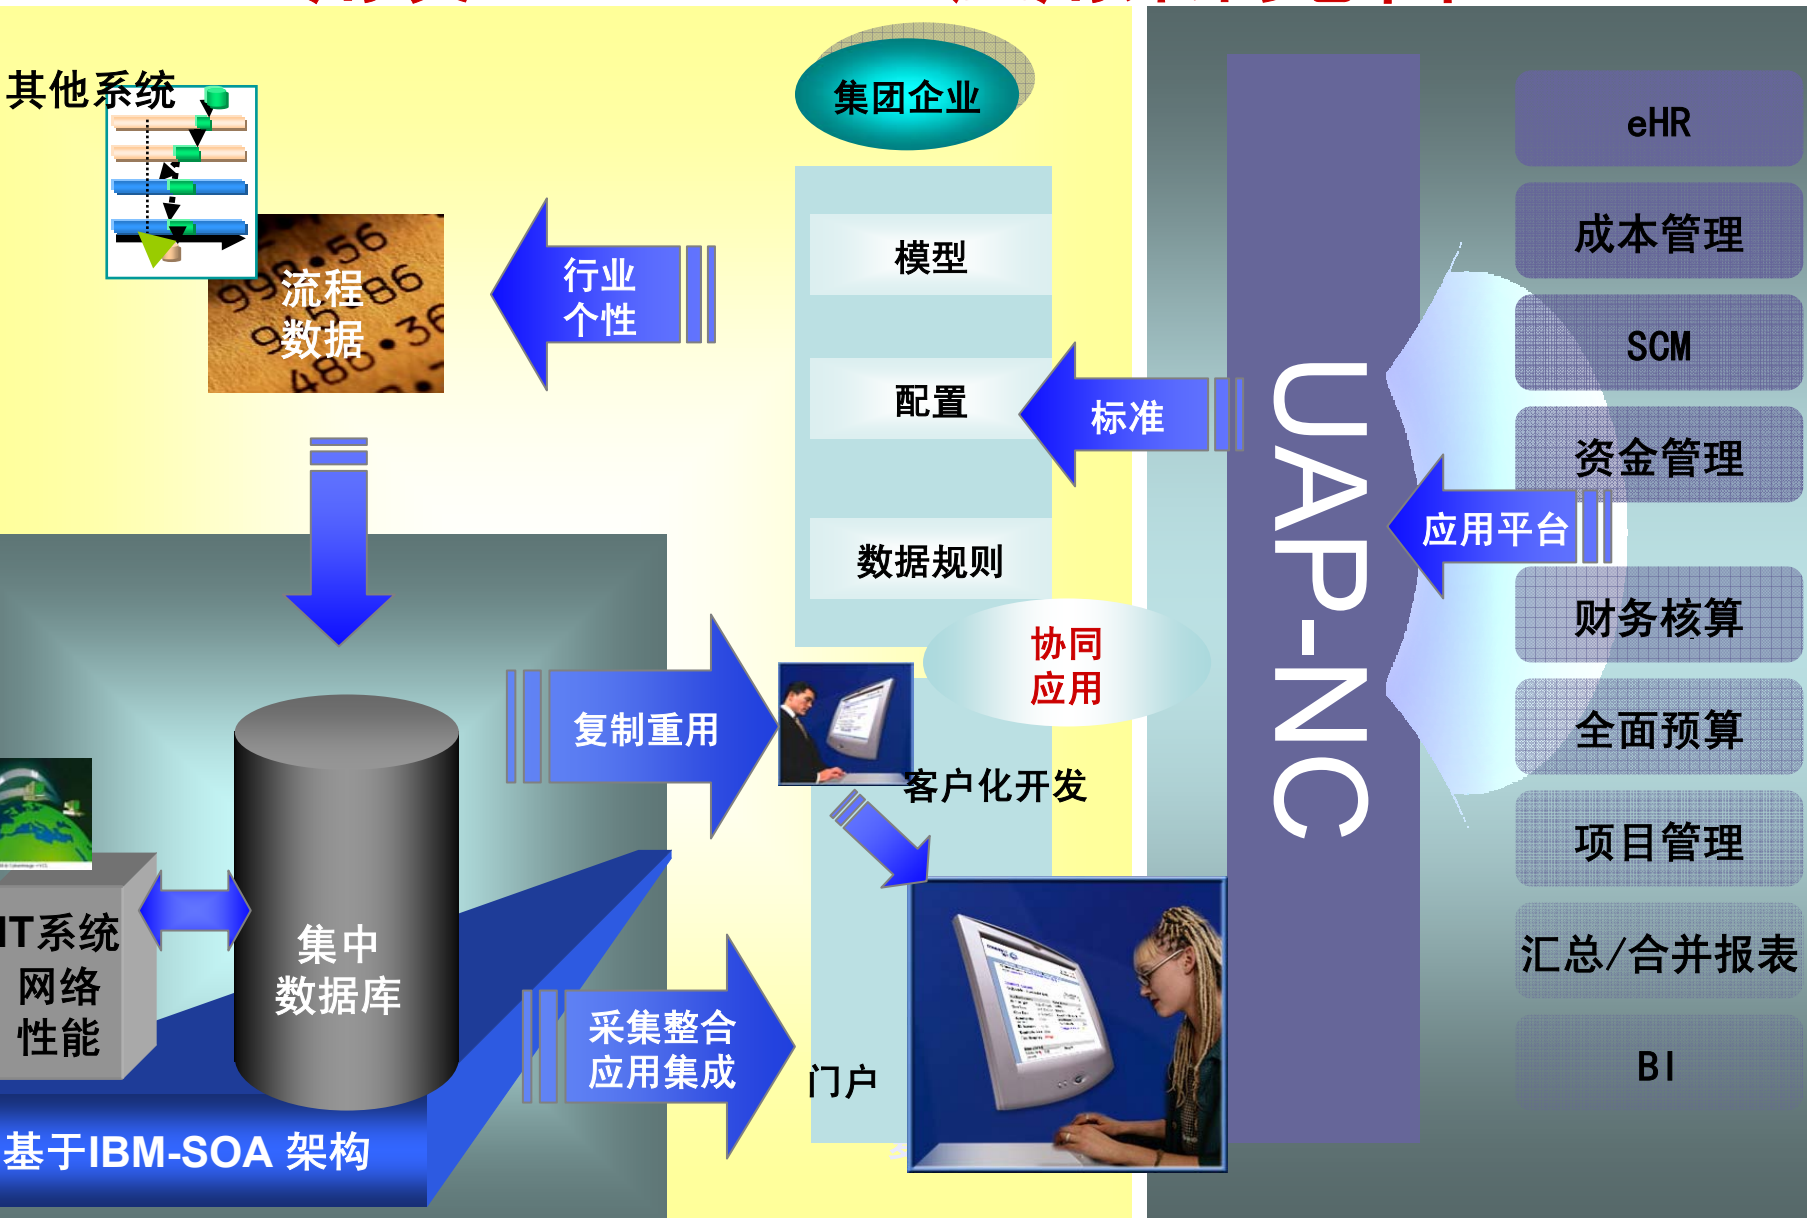 其他系统
集团企业
eHR
成本管理
SCM
资金管理
财务核算
全面预算
项目管理
汇总/合并报表
BI
流程
数据
行业
个性
模型
配置
数据规则
标准
UAP-NC
应用平台
协同
应用
复制重用
客户化开发
IT系统
网络
性能
集中
数据库
采集整合
应用集成
门户
基于IBM-SOA 架构